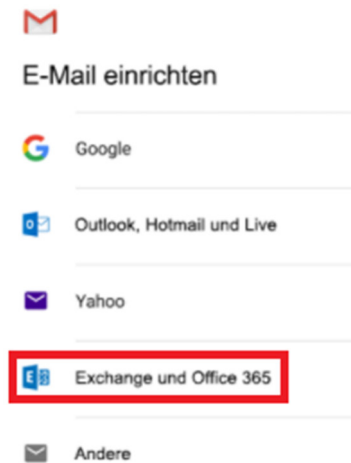 E-Mail einrichten
Google
Outlook, Hotmail und Live
Yahoo
Exchange und Office 365
Andere